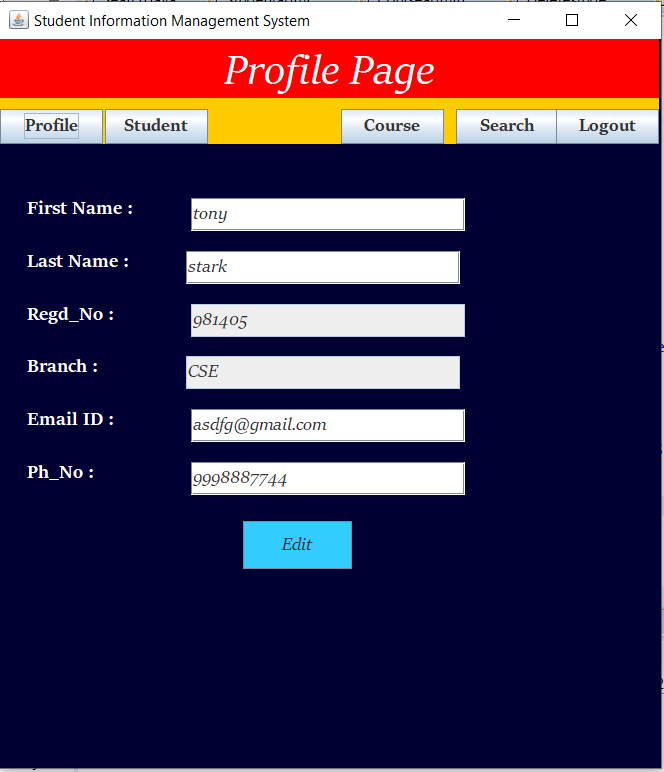 Student Information Management System
Profile Page
Profile Student Course Search Logout
First Name : tony
Last Name : stark
Regd_No : 981405
Branch : CSE
Email ID : asdfg@gmail.com
Ph_No : 9998887744
Edit